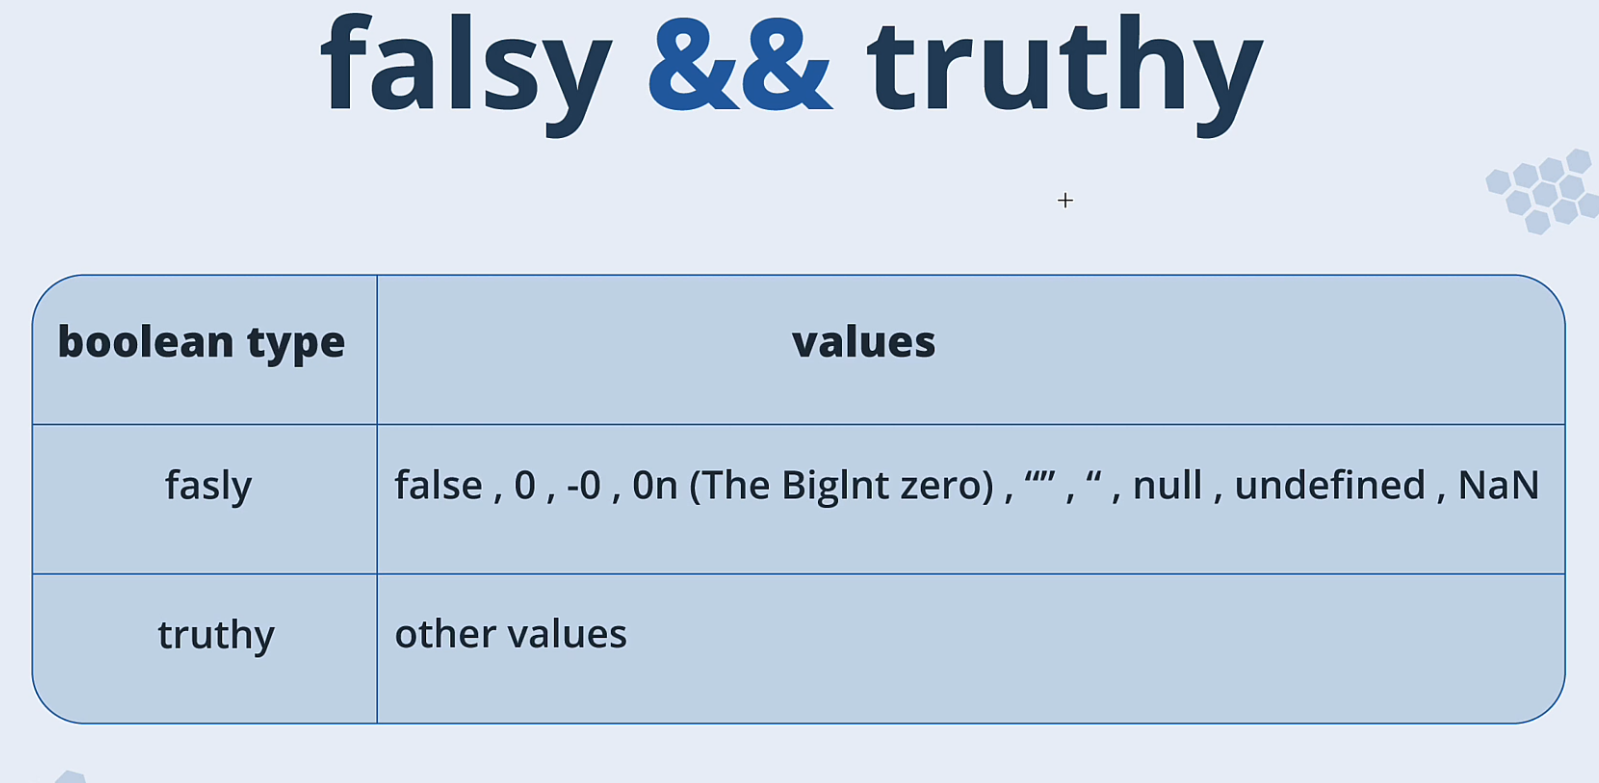 falsy && truthy
boolean type values
fasly false , 0 , -0 , 0n (The BigInt zero) , “” , “ , null , undefined , NaN
truthy other values